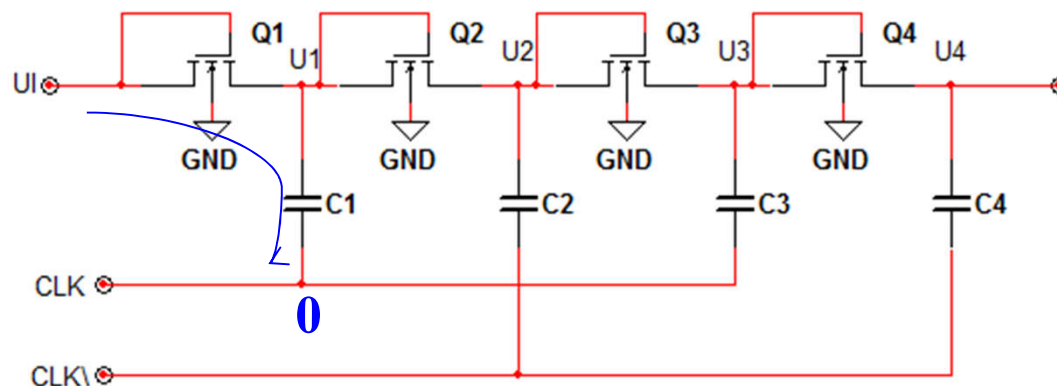 Q1 U1 Q2 U2 Q3 U3 Q4 U4
UI
GND GND GND GND
C1 C2 C3 C4
CLK
0
CLK\